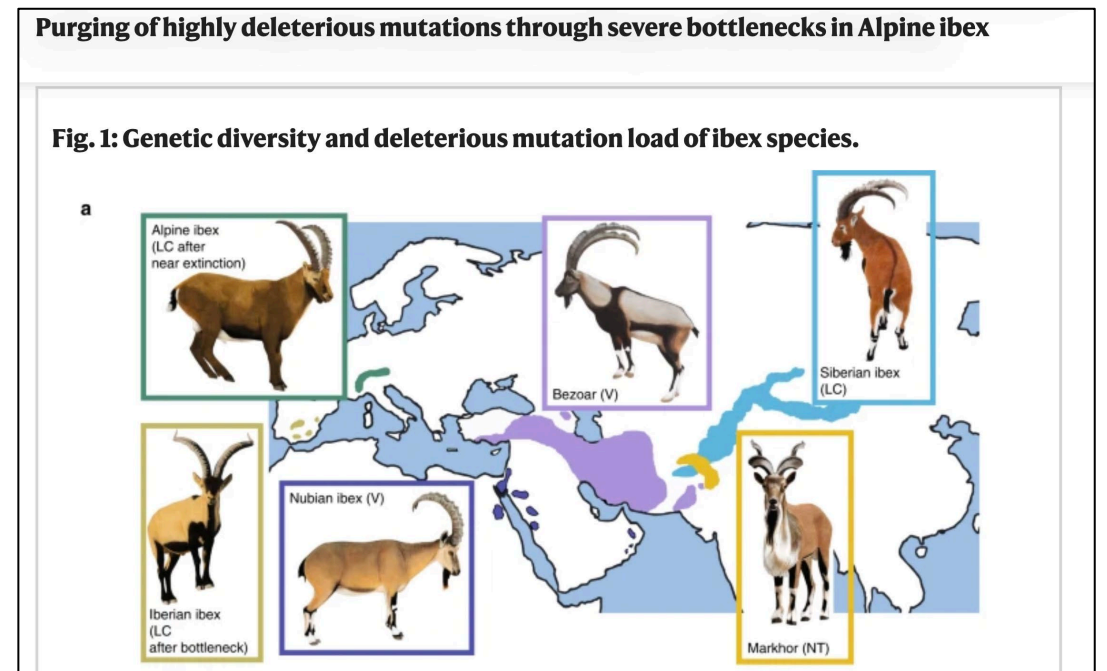 Purging of highly deleterious mutations through severe bottlenecks in Alpine ibex
Fig. 1: Genetic diversity and deleterious mutation load of ibex species.
a
Alpine ibex
(LC after
near extinction)
Bezoar (V)
Siberian ibex
(LC)
Iberian ibex
(LC
after bottleneck)
Nubian ibex (V)
Markhor (NT)